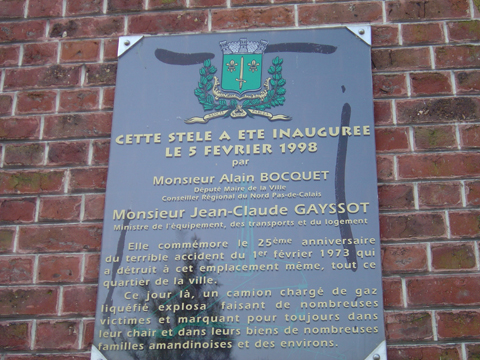 CETTE STELE A ETE INAUGUREE
LE 5 FEVRIER 1998
par
Monsieur Alain BOCQUET
Député Maire de la Ville
Conseiller Régional du Nord Pas-de-Calais
Monsieur Jean-Claude GAYSSOT
Ministre de l'équipement, des transports et du logement
Elle commémore le 25ème anniversaire
du terrible accident du 1er février 1973 qui
a détruit à cet emplacement même, tout ce
quartier de la ville.
Ce jour là, un camion chargé de gaz
liquéfié explosa faisant de nombreuses
victimes et marquant pour toujours dans
leur chair et dans leurs biens de nombreuses
familles amandinoises et des environs.